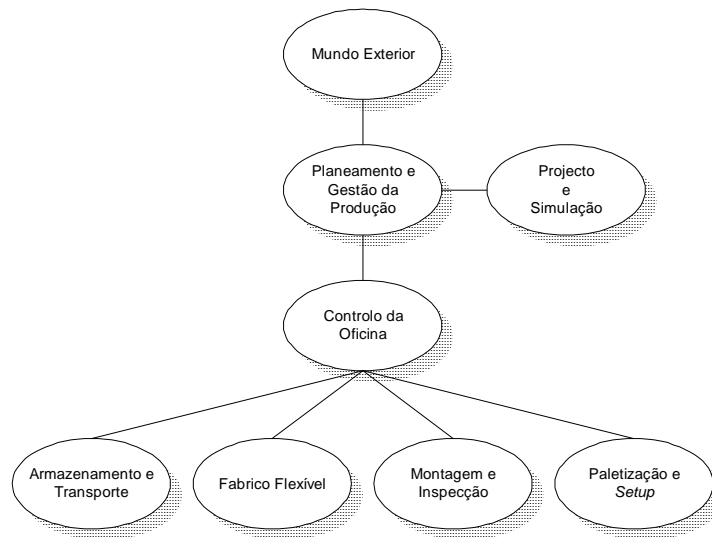 Mundo Exterior
Planeamento e
Gestão da
Produção
Projecto
e
Simulação
Controlo da
Oficina
Armazenamento e
Transporte
Fabrico Flexível
Montagem e
Inspecção
Paletização e
Setup